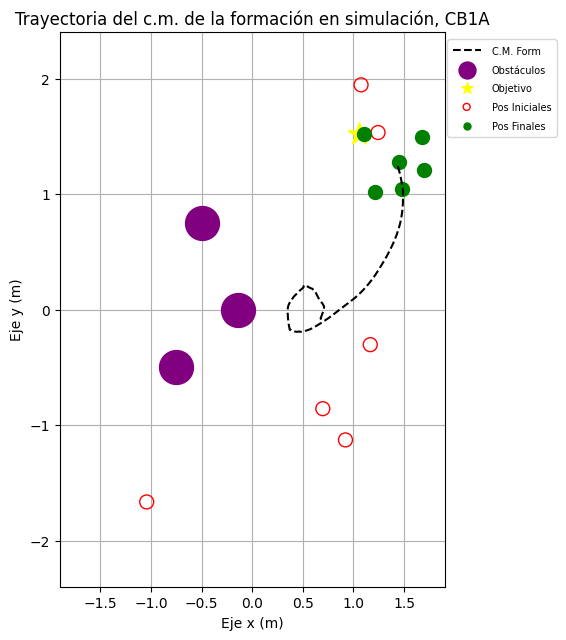 Trayectoria del c.m. de la formación en simulación, CB1A
C.M. Form
Obstáculos
Objetivo
Pos Iniciales
Pos Finales
2
1
0
−1
−2
Eje y (m)
−1.5 −1.0 −0.5 0.0 0.5 1.0 1.5
Eje x (m)